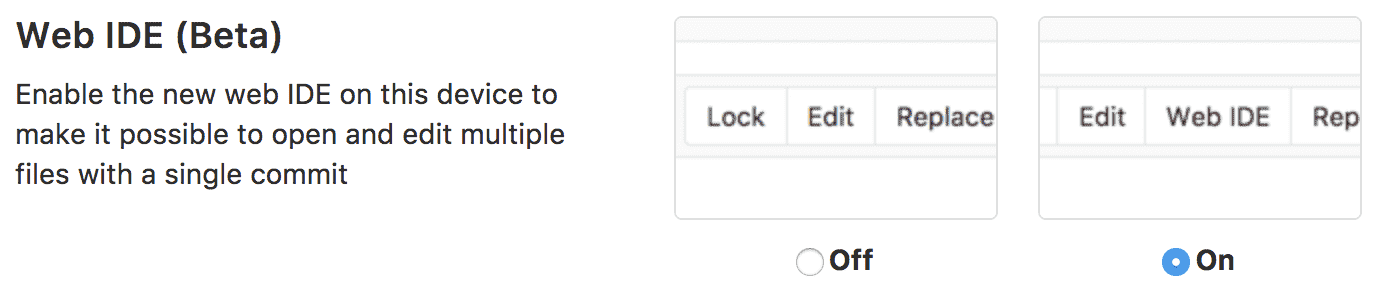 Web IDE (Beta)
Enable the new web IDE on this device to
make it possible to open and edit multiple
files with a single commit
Lock Edit Replace
Edit Web IDE Rep
Off
On